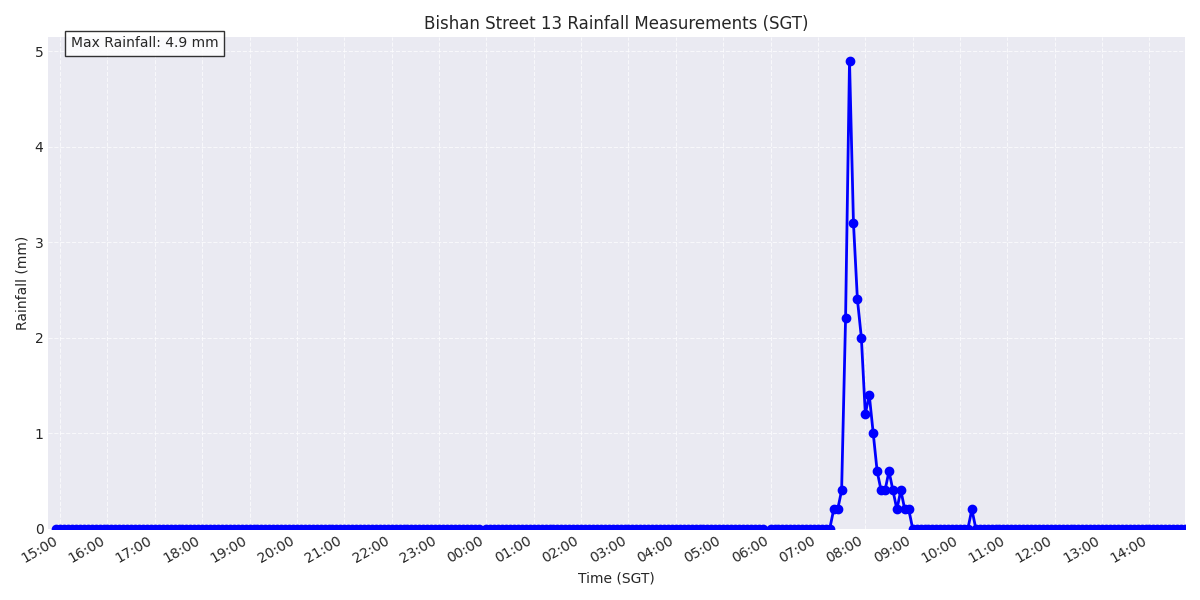 Bishan Street 13 Rainfall Measurements (SGT)
Max Rainfall: 4.9 mm
Rainfall (mm)
5
4
3
2
1
0
15:00 16:00 17:00 18:00 19:00 20:00 21:00 22:00 23:00 00:00 01:00 02:00 03:00 04:00 05:00 06:00 07:00 08:00 09:00 10:00 11:00 12:00 13:00 14:00
Time (SGT)